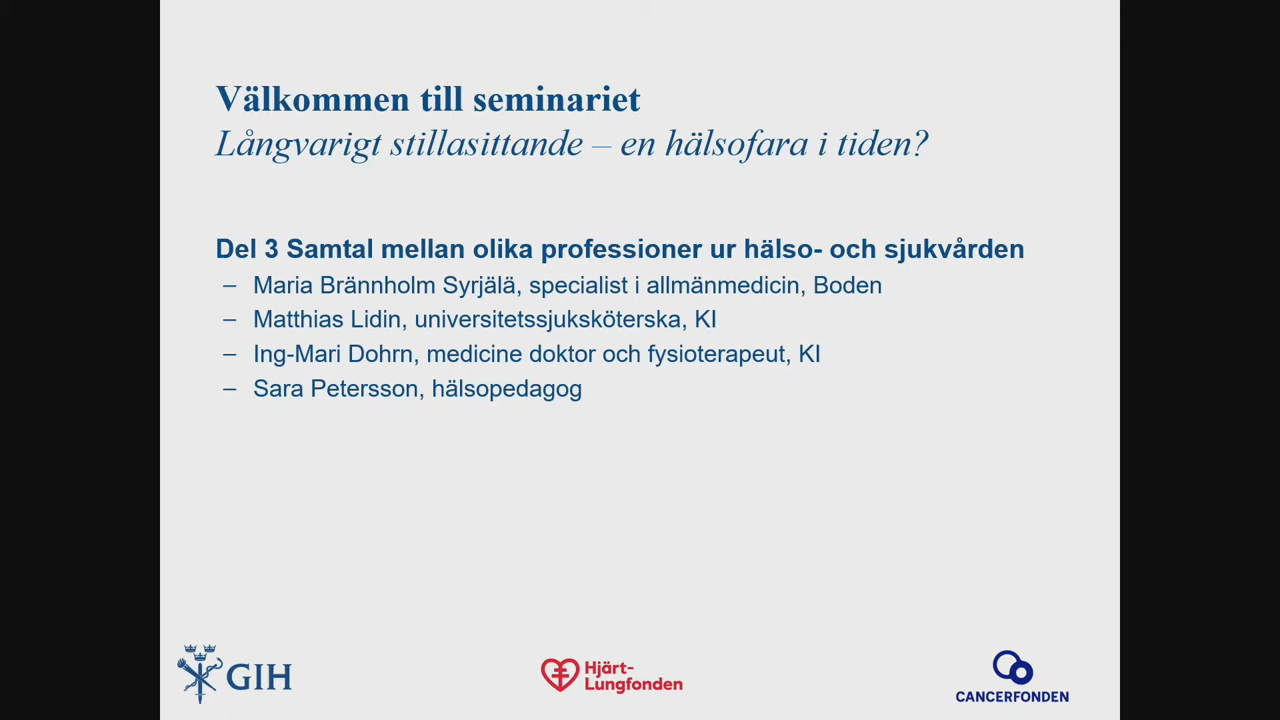 Välkommen till seminariet
Långvarigt stillasittande – en hälsofara i tiden?
Del 3 Samtal mellan olika professioner ur hälso- och sjukvården
– Maria Brännholm Syrjälä, specialist i allmänmedicin, Boden
– Matthias Lidin, universitetssjuksköterska, KI
– Ing-Mari Dohrn, medicine doktor och fysioterapeut, KI
– Sara Petersson, hälsopedagog
GIH
Hjärt-
Lungfonden
CANCERFONDEN